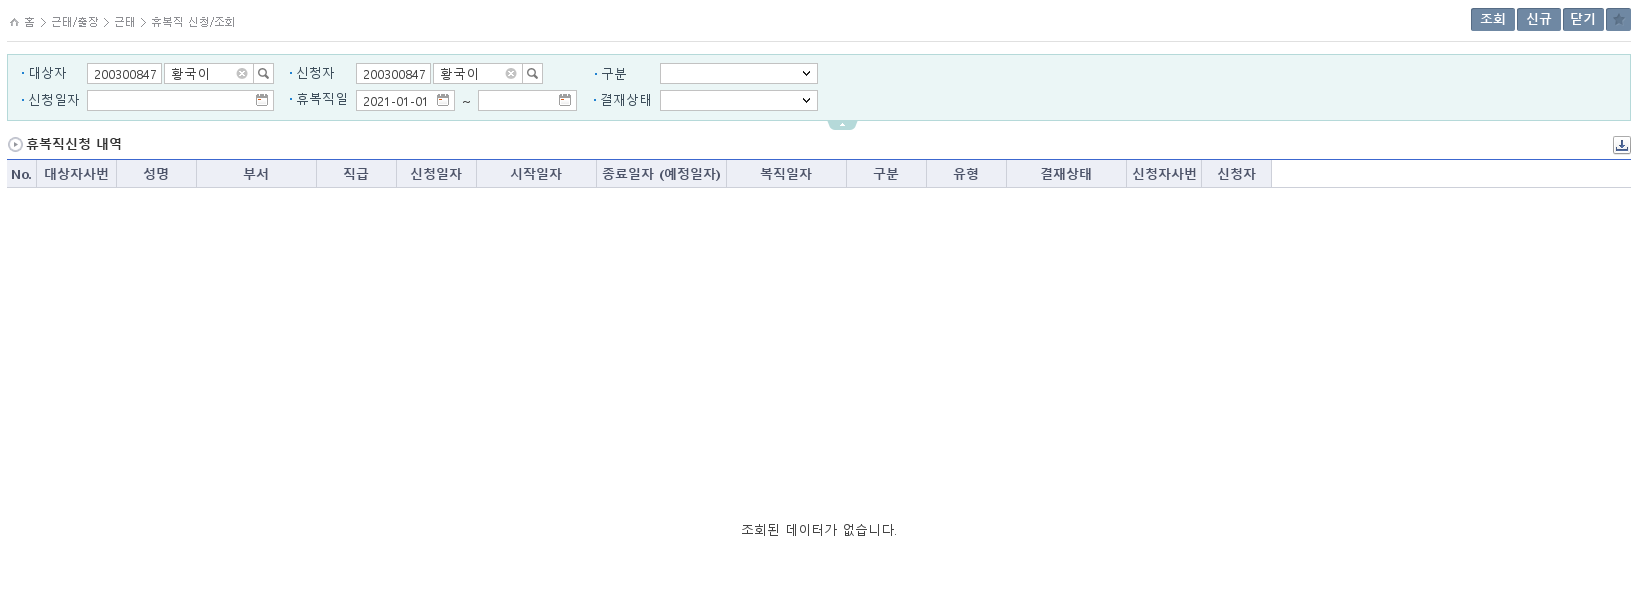 홈 > 근태/출장 > 근태 > 휴복직 신청/조회
조회 신규 닫기
· 대상자 200300847 황국이 · 신청자 200300847 황국이 · 구분
· 신청일자 · 휴복직일 2021-01-01 ~ · 결재상태
휴복직신청 내역
No. 대상자사번 성명 부서 직급 신청일자 시작일자 종료일자 (예정일자) 복직일자 구분 유형 결재상태 신청자사번 신청자
조회된 데이터가 없습니다.